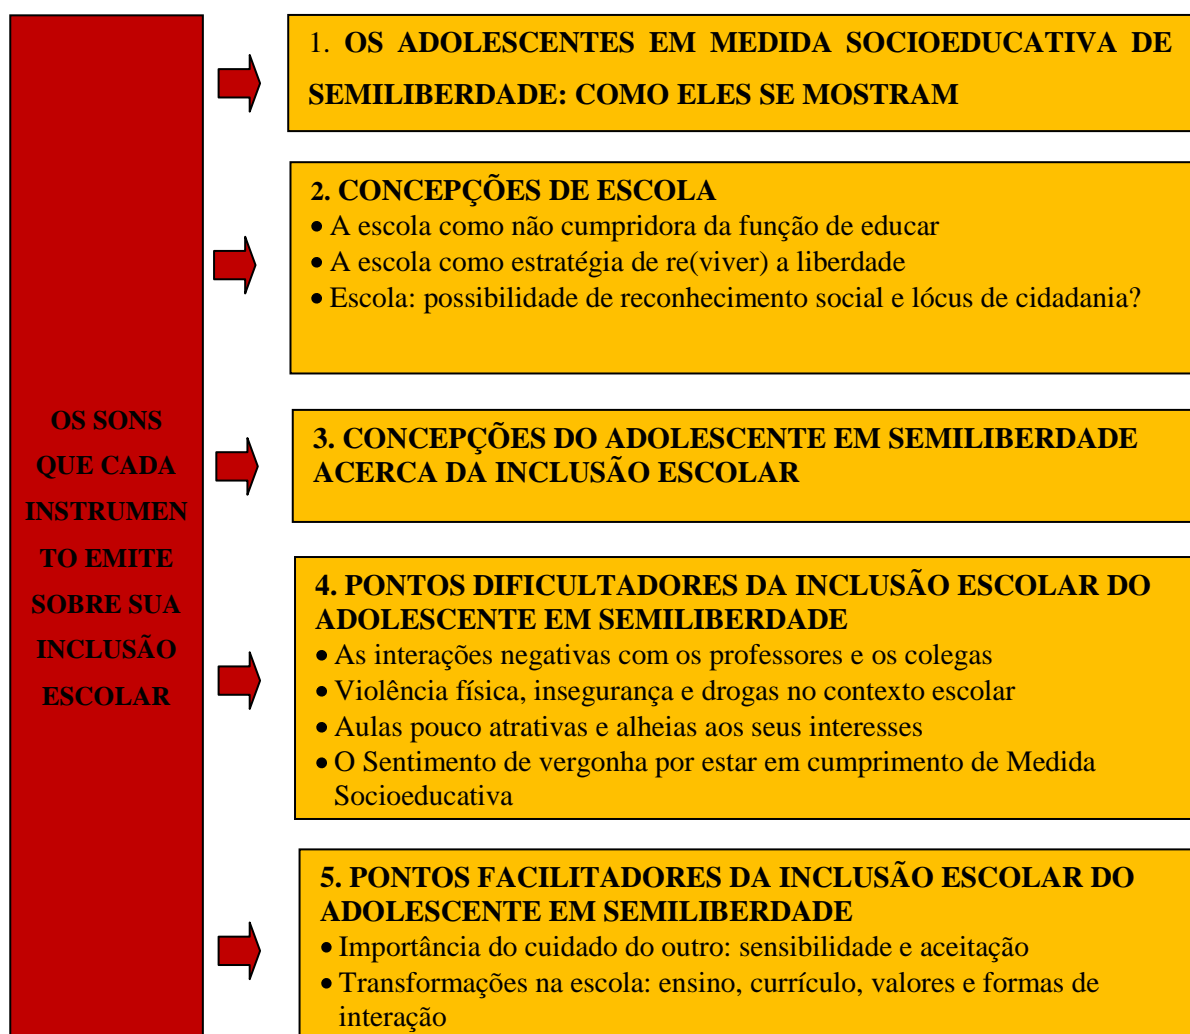 OS SONS
QUE CADA
INSTRUMEN
TO EMITE
SOBRE SUA
INCLUSÃO
ESCOLAR
1. OS ADOLESCENTES EM MEDIDA SOCIOEDUCATIVA DE
SEMILIBERDADE: COMO ELES SE MOSTRAM
2. CONCEPÇÕES DE ESCOLA
• A escola como não cumpridora da função de educar
• A escola como estratégia de re(viver) a liberdade
• Escola: possibilidade de reconhecimento social e lócus de cidadania?
3. CONCEPÇÕES DO ADOLESCENTE EM SEMILIBERDADE
ACERCA DA INCLUSÃO ESCOLAR
4. PONTOS DIFICULTADORES DA INCLUSÃO ESCOLAR DO
ADOLESCENTE EM SEMILIBERDADE
• As interações negativas com os professores e os colegas
• Violência física, insegurança e drogas no contexto escolar
• Aulas pouco atrativas e alheias aos seus interesses
• O Sentimento de vergonha por estar em cumprimento de Medida
Socioeducativa
5. PONTOS FACILITADORES DA INCLUSÃO ESCOLAR DO
ADOLESCENTE EM SEMILIBERDADE
• Importância do cuidado do outro: sensibilidade e aceitação
• Transformações na escola: ensino, currículo, valores e formas de
interação